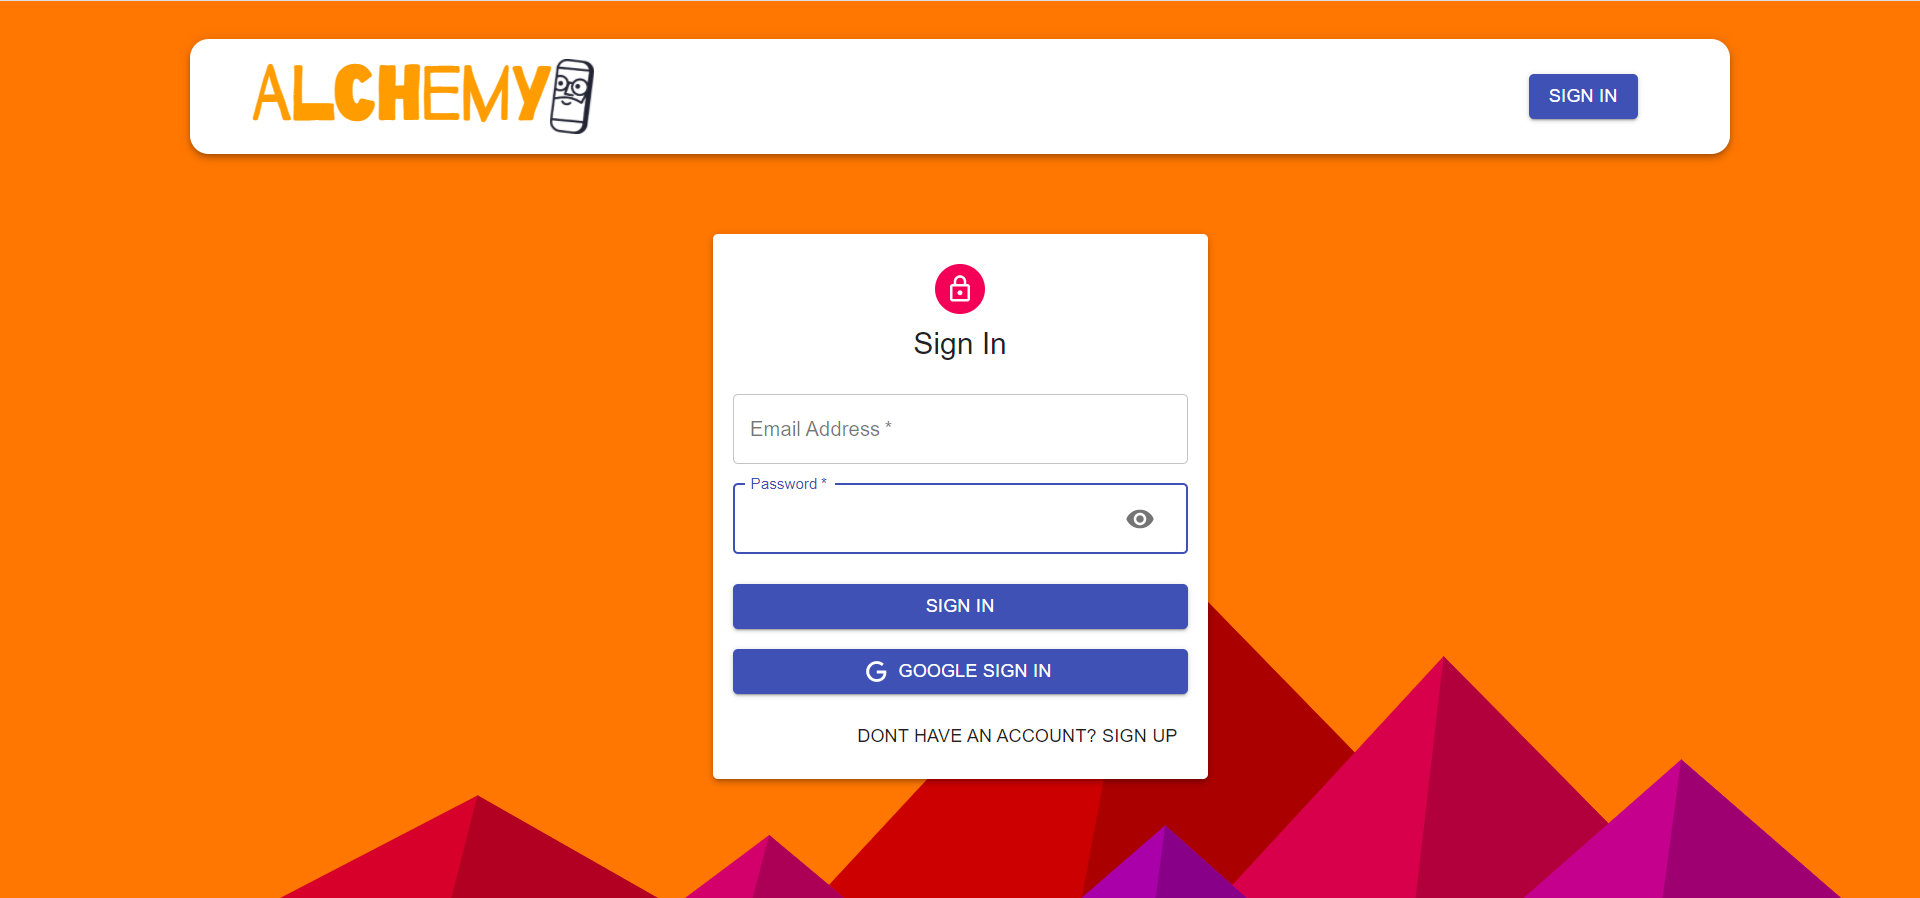 ALCHEMY
SIGN IN
Sign In
Email Address *
Password *
SIGN IN
GOOGLE SIGN IN
DONT HAVE AN ACCOUNT? SIGN UP